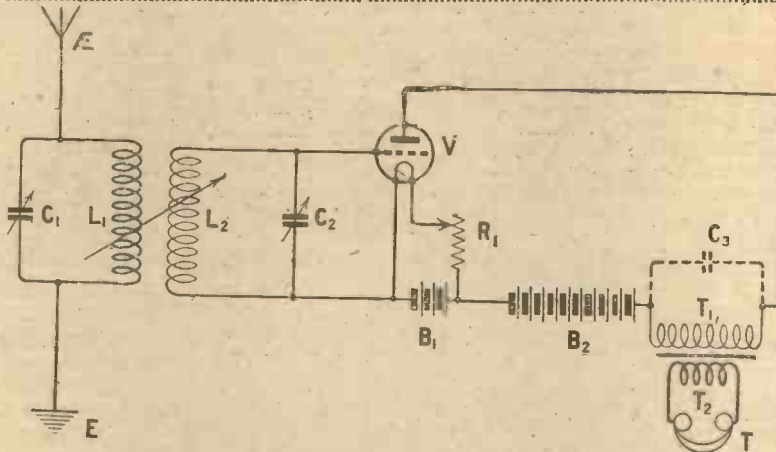 Æ
V
C₁
L₁
L₂
C₂
R₁
C₃
T₁
B₁
B₂
T₂
E
T